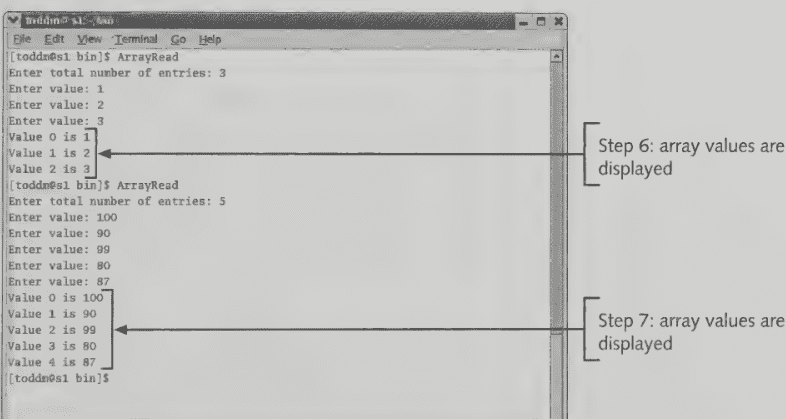 toddm@s1:~/bin
File Edit View Terminal Go Help
[toddm@s1 bin]$ ArrayRead
Enter total number of entries: 3
Enter value: 1
Enter value: 2
Enter value: 3
Value 0 is 1
Value 1 is 2
Value 2 is 3
[toddm@s1 bin]$ ArrayRead
Enter total number of entries: 5
Enter value: 100
Enter value: 90
Enter value: 99
Enter value: 80
Enter value: 87
Value 0 is 100
Value 1 is 90
Value 2 is 99
Value 3 is 80
Value 4 is 87
[toddm@s1 bin]$
Step 6: array values are
displayed
Step 7: array values are
displayed